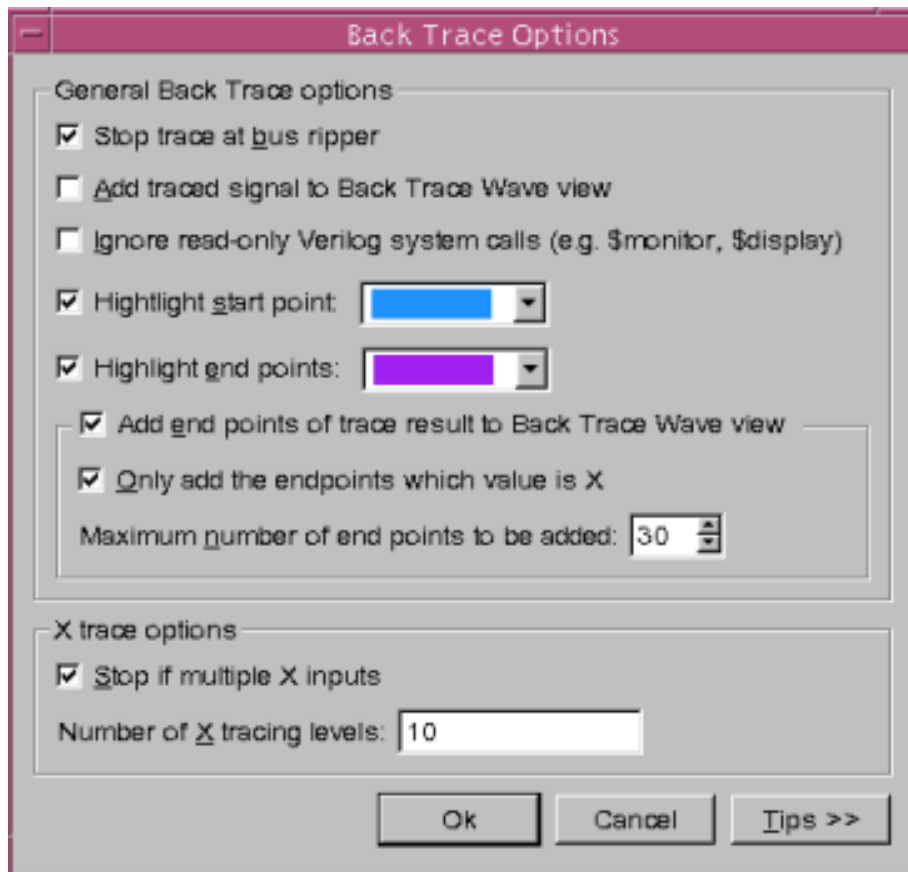 Back Trace Options
General Back Trace options
Stop trace at bus ripper
Add traced signal to Back Trace Wave view
Ignore read-only Verilog system calls (e.g. $monitor, $display)
Hightlight start point:
Highlight end points:
Add end points of trace result to Back Trace Wave view
Only add the endpoints which value is X
Maximum number of end points to be added: 30
X trace options
Stop if multiple X inputs
Number of X tracing levels: 10
Ok Cancel Tips >>